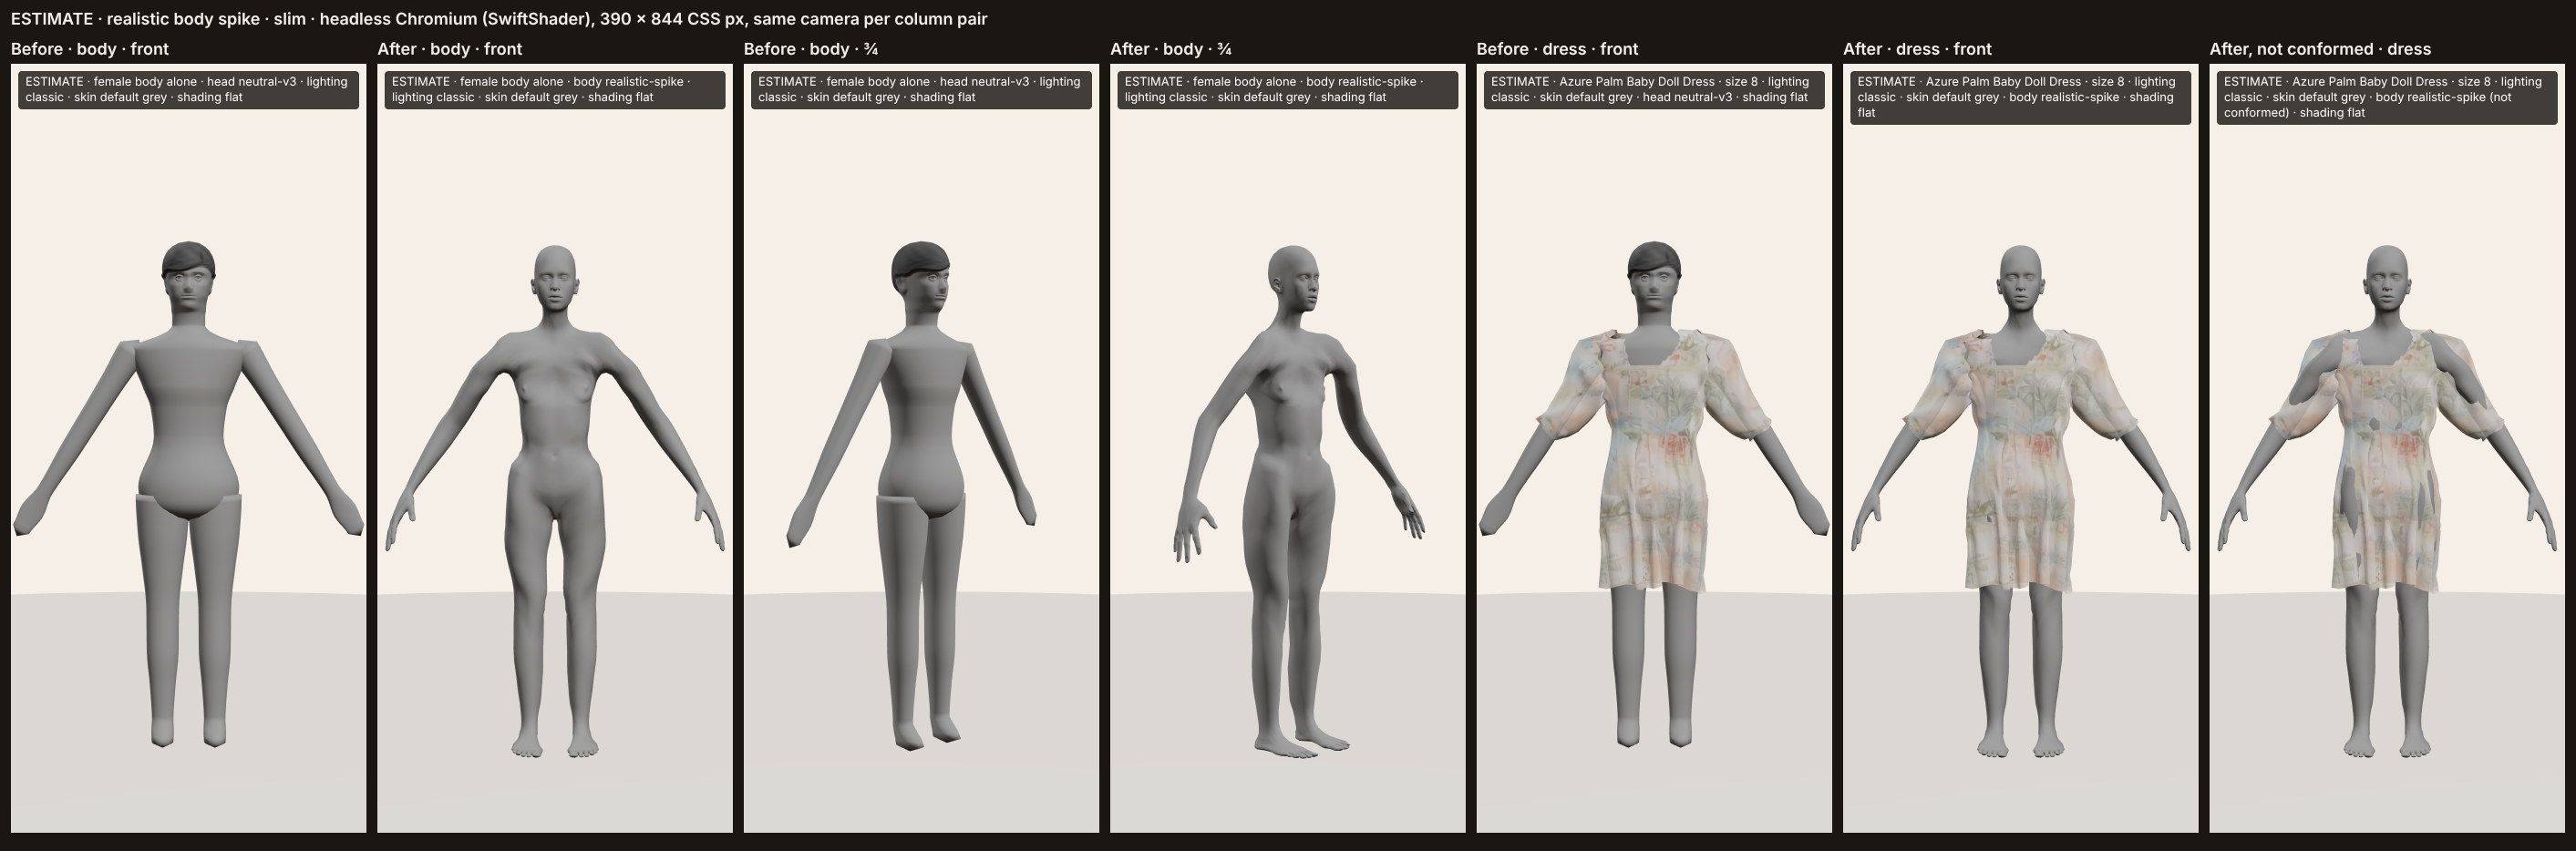 ESTIMATE · realistic body spike · slim · headless Chromium (SwiftShader), 390 × 844 CSS px, same camera per column pair
Before · body · front
ESTIMATE · female body alone · head neutral-v3 · lighting
classic · skin default grey · shading flat
After · body · front
ESTIMATE · female body alone · body realistic-spike ·
lighting classic · skin default grey · shading flat
Before · body · ¾
ESTIMATE · female body alone · head neutral-v3 · lighting
classic · skin default grey · shading flat
After · body · ¾
ESTIMATE · female body alone · body realistic-spike ·
lighting classic · skin default grey · shading flat
Before · dress · front
ESTIMATE · Azure Palm Baby Doll Dress · size 8 · lighting
classic · skin default grey · head neutral-v3 · shading flat
After · dress · front
ESTIMATE · Azure Palm Baby Doll Dress · size 8 · lighting
classic · skin default grey · body realistic-spike · shading
flat
After, not conformed · dress
ESTIMATE · Azure Palm Baby Doll Dress · size 8 · lighting
classic · skin default grey · body realistic-spike (not
conformed) · shading flat